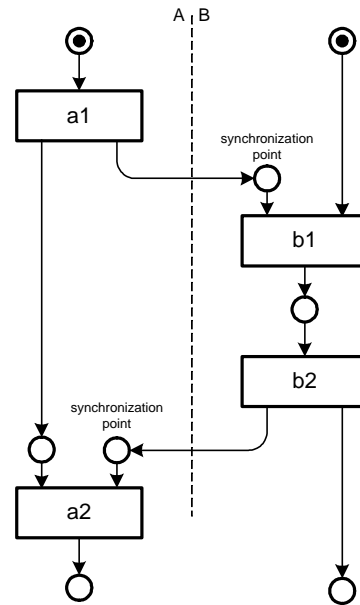 A B
a1
synchronization
point
b1
b2
synchronization
point
a2